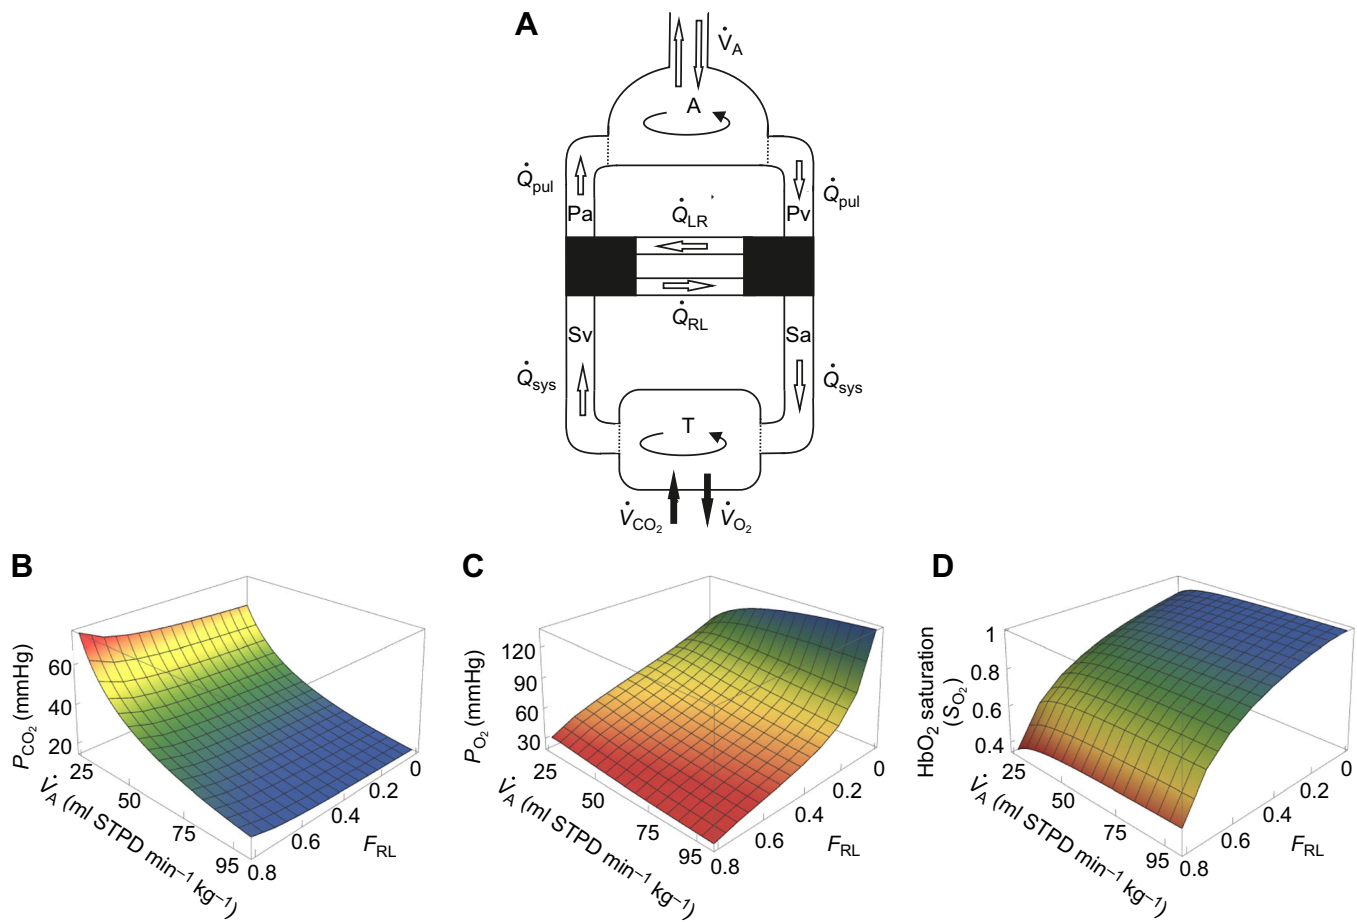 A
V̇A
A
Q̇pul
Q̇pul
Pa
Q̇LR
Pv
Q̇RL
Sv
Sa
Q̇sys
Q̇sys
T
V̇CO2
V̇O2
B
PCO2 (mmHg)
60
40
20
25
50
75
95
V̇A (ml STPD min–1 kg–1)
0
0.2
0.4
0.6
0.8
FRL
C
PO2 (mmHg)
120
90
60
30
25
50
75
95
V̇A (ml STPD min–1 kg–1)
0
0.2
0.4
0.6
0.8
FRL
D
HbO2 saturation
(SO2)
1
0.8
0.6
0.4
25
50
75
95
V̇A (ml STPD min–1 kg–1)
0
0.2
0.4
0.6
0.8
FRL